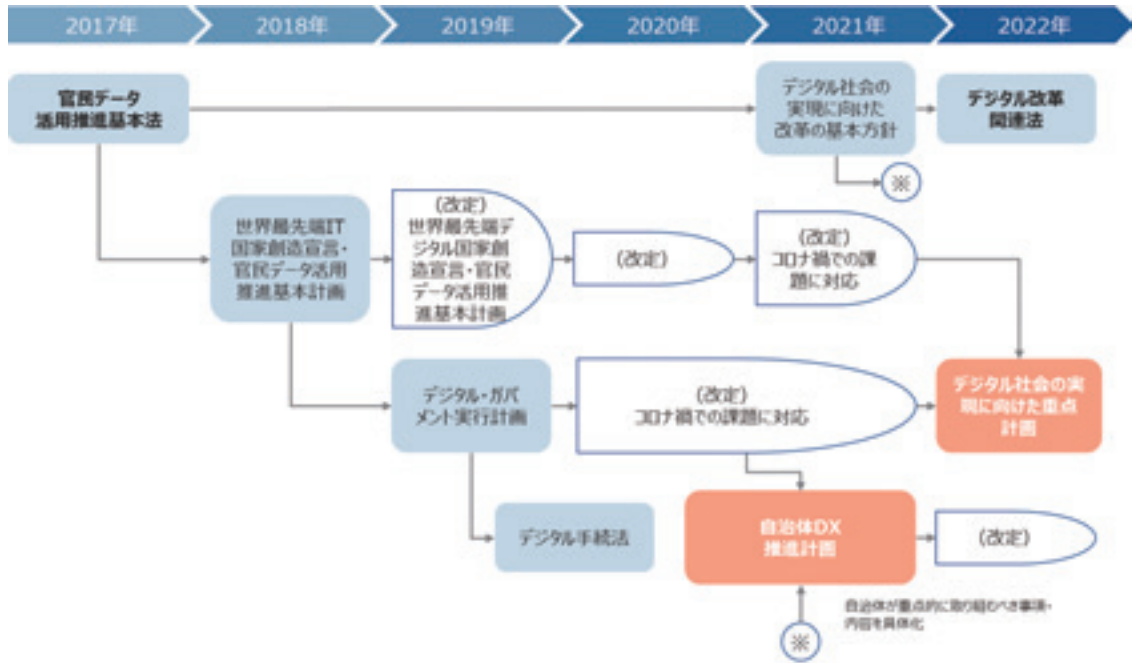 2017年
2018年
2019年
2020年
2021年
2022年
官民データ
活用推進基本法
デジタル社会の
実現に向けた
改革の基本方針
デジタル改革
関連法
※
世界最先端IT
国家創造宣言・
官民データ活用
推進基本計画
(改定)
世界最先端デ
ジタル国家創
造宣言・官民
データ活用推
進基本計画
(改定)
(改定)
コロナ禍での課
題に対応
デジタル・ガバ
メント実行計画
(改定)
コロナ禍での課題に対応
デジタル社会の実
現に向けた重点
計画
デジタル手続法
自治体DX
推進計画
(改定)
自治体が重点的に取り組むべき事項・
内容を具体化
※